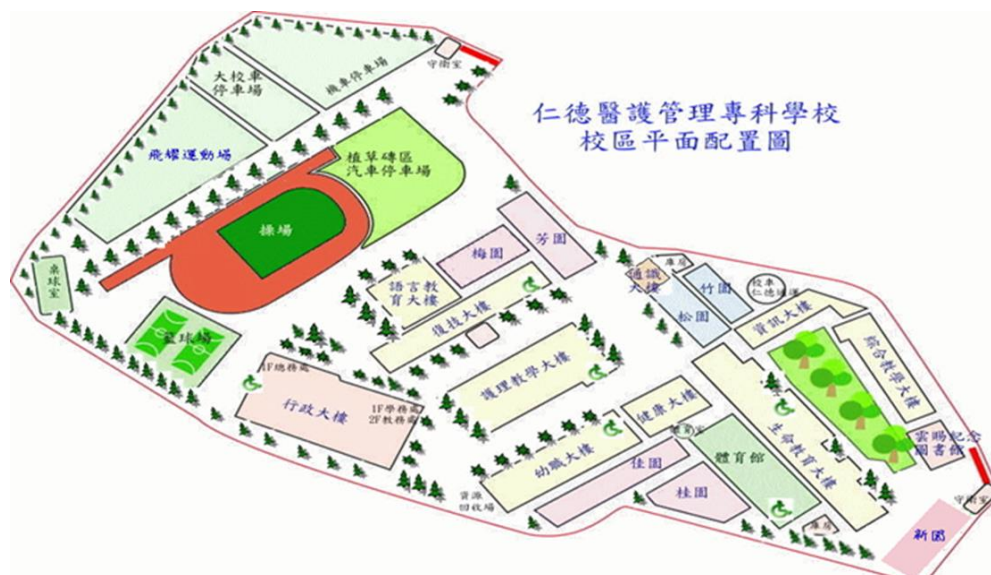 仁德醫護管理專科學校
校區平面配置圖
守衛室
機車停車場
大校車
停車場
飛耀運動場
植草磚區
汽車停車場
操場
桌球室
籃球場
芳園
梅園
語言教
育大樓
復技大樓
通識
大樓
庫房
竹園
松園
校車
資訊大樓
綜合教學大樓
護理教學大樓
1F總務處
行政大樓
1F學務處
2F教務處
健康大樓
幼職大樓
佳園
桂園
體育館
生命教育大樓
雲賜紀念
圖書館
守衛室
資源
回收場
庫房
新園